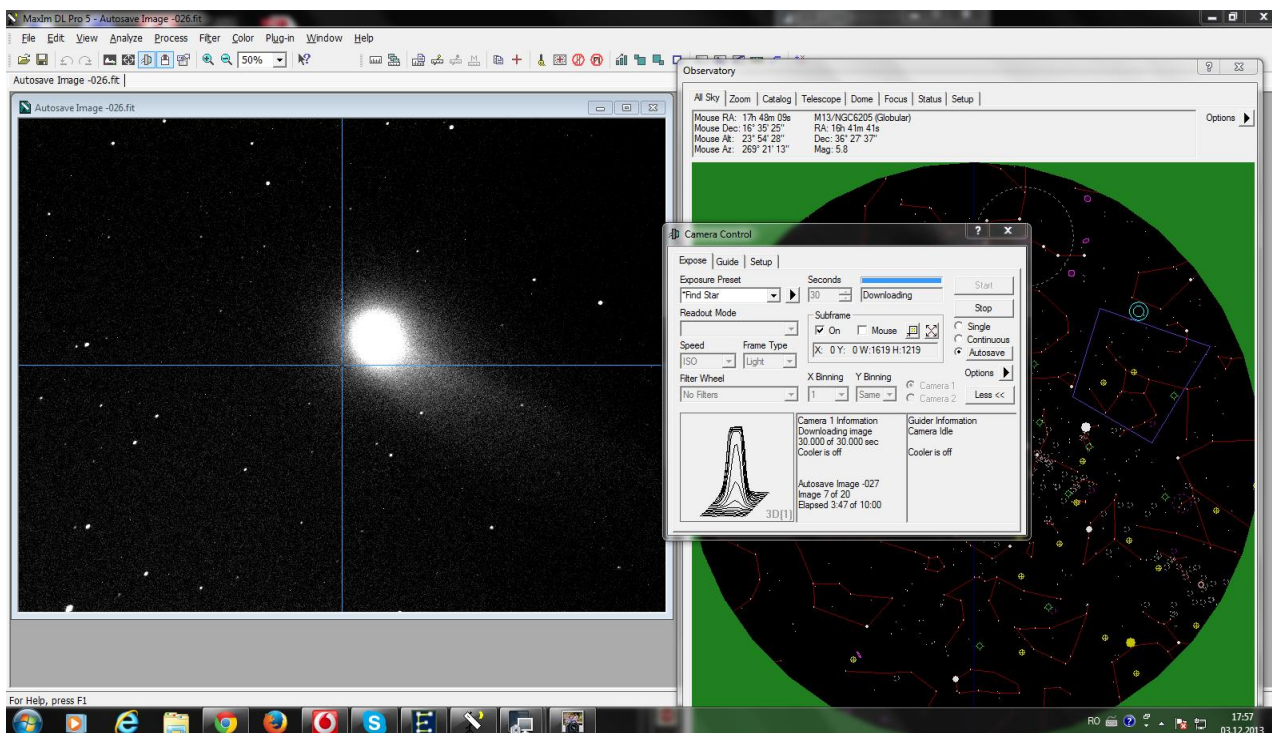 MaxIm DL Pro 5 - Autosave Image -026.fit
File Edit View Analyze Process Filter Color Plug-in Window Help
50%
Autosave Image -026.fit
Autosave Image -026.fit
Observatory
All Sky Zoom Catalog Telescope Dome Focus Status Setup
Mouse RA: 17h 48m 09s M13/NGC6205 (Globular)
Mouse Dec: 16° 35' 25" RA: 16h 41m 41s
Mouse Alt: 23° 54' 28" Dec: 36° 27' 37"
Mouse Az: 269° 21' 13" Mag: 5.8
Options
Camera Control
Expose Guide Setup
Exposure Preset Seconds Start
*Find Star 30 Downloading
Readout Mode Subframe Stop
On Mouse Single
Speed Frame Type Continuous
ISO Light X: 0 Y: 0 W:1619 H:1219 Autosave
Filter Wheel X Binning Y Binning Camera 1 Options
No Filters 1 Same Camera 2 Less <<
Camera 1 Information Guider Information
Downloading image Camera Idle
30.000 of 30.000 sec
Cooler is off Cooler is off
Autosave Image -027
Image 7 of 20
Elapsed 3:47 of 10:00
3D[1]
For Help, press F1
RO 17:57
03.12.2013